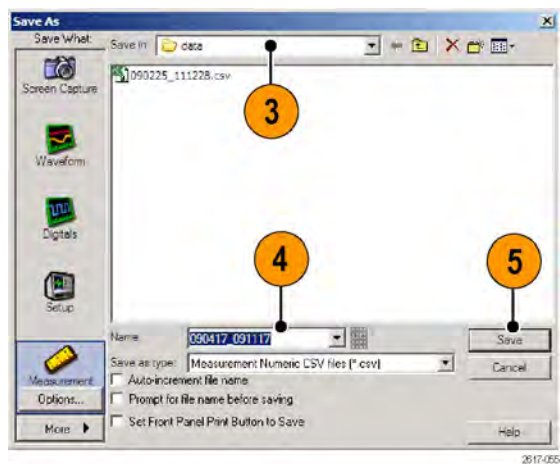 Save As
Save What:
Save in: data
090225_111228.csv
Screen Capture
3
Waveform
Digitals
4
5
Setup
Name: 090417_091117
Save
Save as type: Measurement Numeric CSV files (*.csv)
Cancel
Measurement
Auto-increment file name
Options...
Prompt for file name before saving
Set Front Panel Print Button to Save
More
Help
2617-055